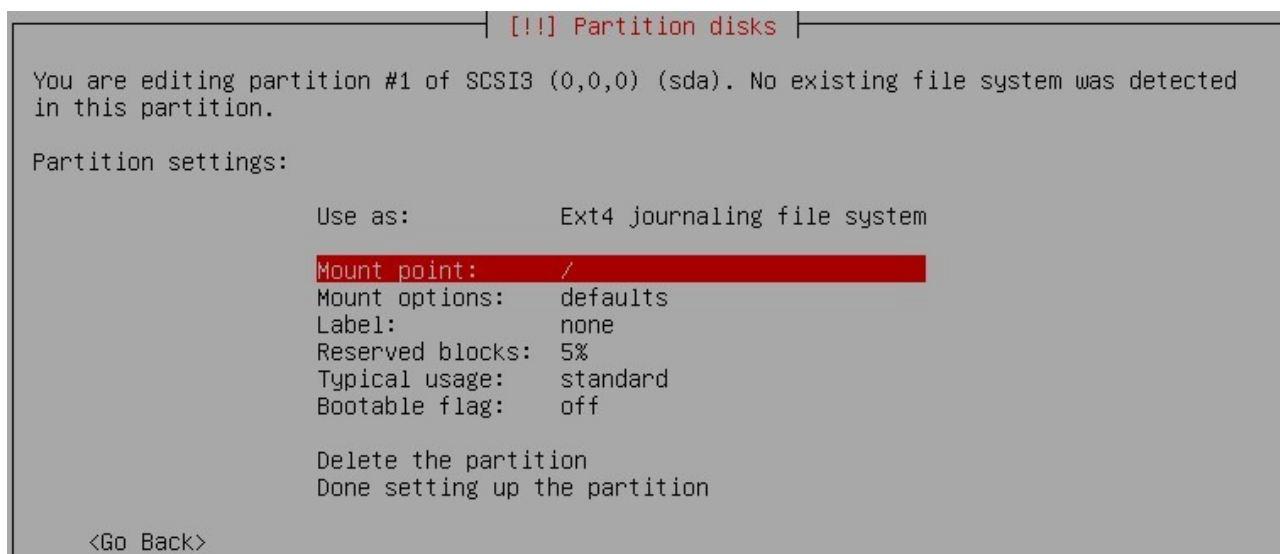 [!!] Partition disks
You are editing partition #1 of SCSI3 (0,0,0) (sda). No existing file system was detected
in this partition.
Partition settings:
Use as: Ext4 journaling file system
Mount point: /
Mount options: defaults
Label: none
Reserved blocks: 5%
Typical usage: standard
Bootable flag: off
Delete the partition
Done setting up the partition
<Go Back>